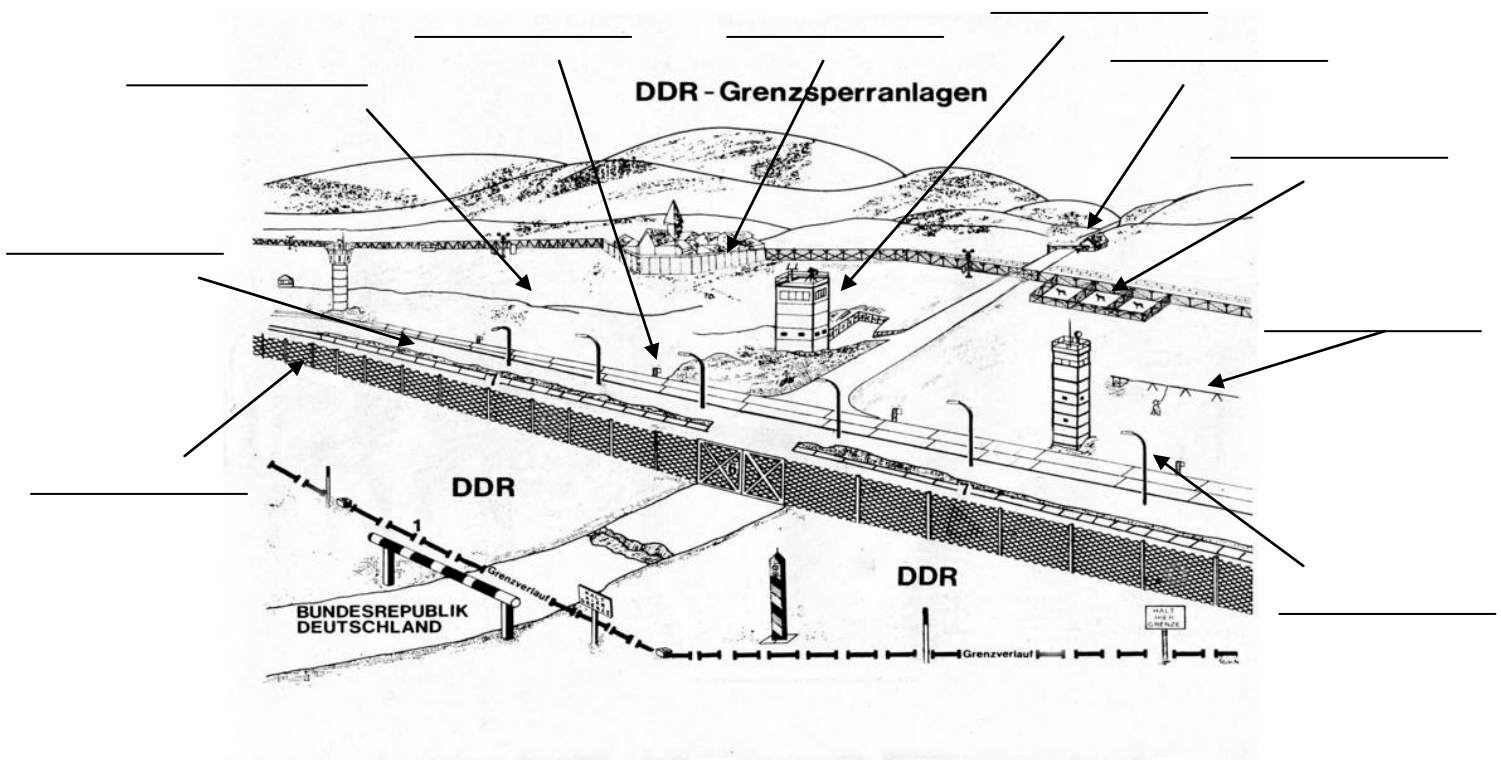 DDR - Grenzsperranlagen
7
6
DDR
7
1
Grenzverlauf
DDR
BUNDESREPUBLIK
DEUTSCHLAND
HALT
HIER
GRENZE
Grenzverlauf